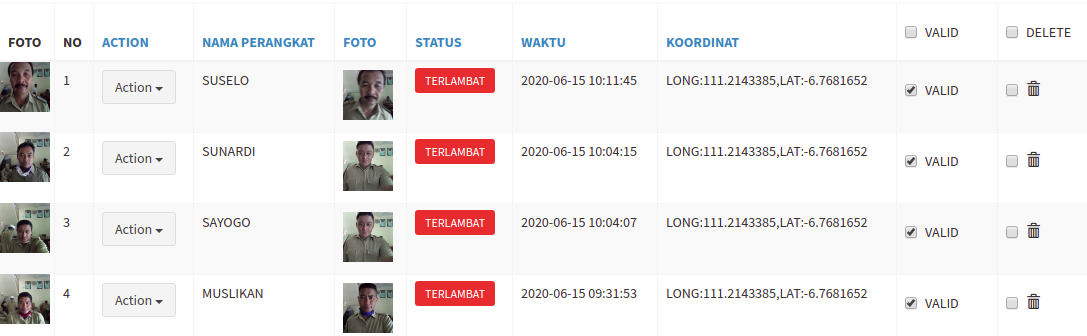 FOTO NO ACTION NAMA PERANGKAT FOTO STATUS WAKTU KOORDINAT VALID DELETE
1 Action SUSELO TERLAMBAT 2020-06-15 10:11:45 LONG:111.2143385,LAT:-6.7681652 VALID
2 Action SUNARDI TERLAMBAT 2020-06-15 10:04:15 LONG:111.2143385,LAT:-6.7681652 VALID
3 Action SAYOGO TERLAMBAT 2020-06-15 10:04:07 LONG:111.2143385,LAT:-6.7681652 VALID
4 Action MUSLIKAN TERLAMBAT 2020-06-15 09:31:53 LONG:111.2143385,LAT:-6.7681652 VALID